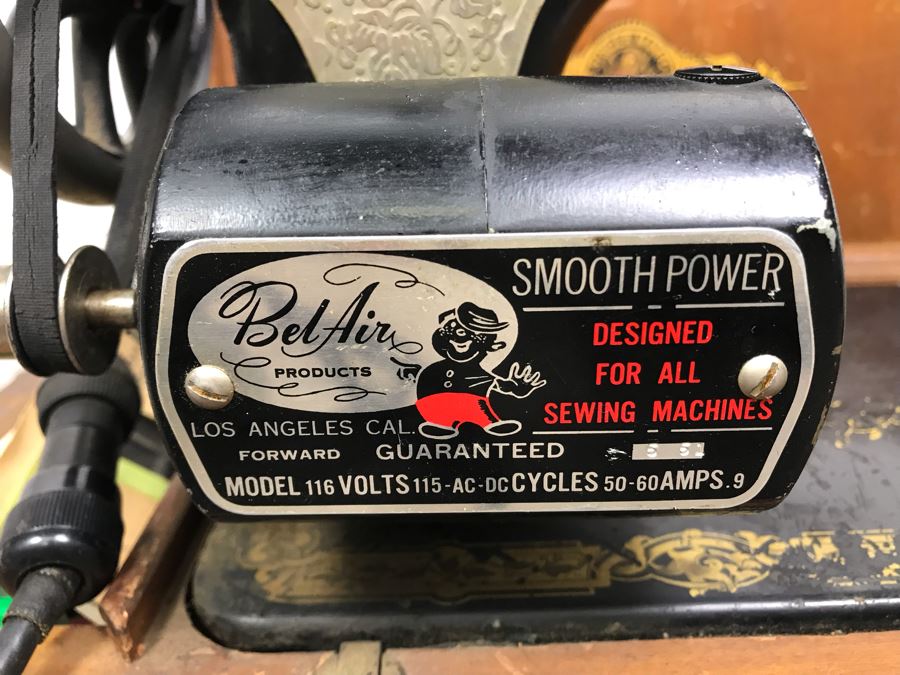 BelAir
PRODUCTS
LOS ANGELES CAL.
SMOOTH POWER
DESIGNED
FOR ALL
SEWING MACHINES
FORWARD GUARANTEED
MODEL 116 VOLTS 115-AC-DC CYCLES 50-60 AMPS .9